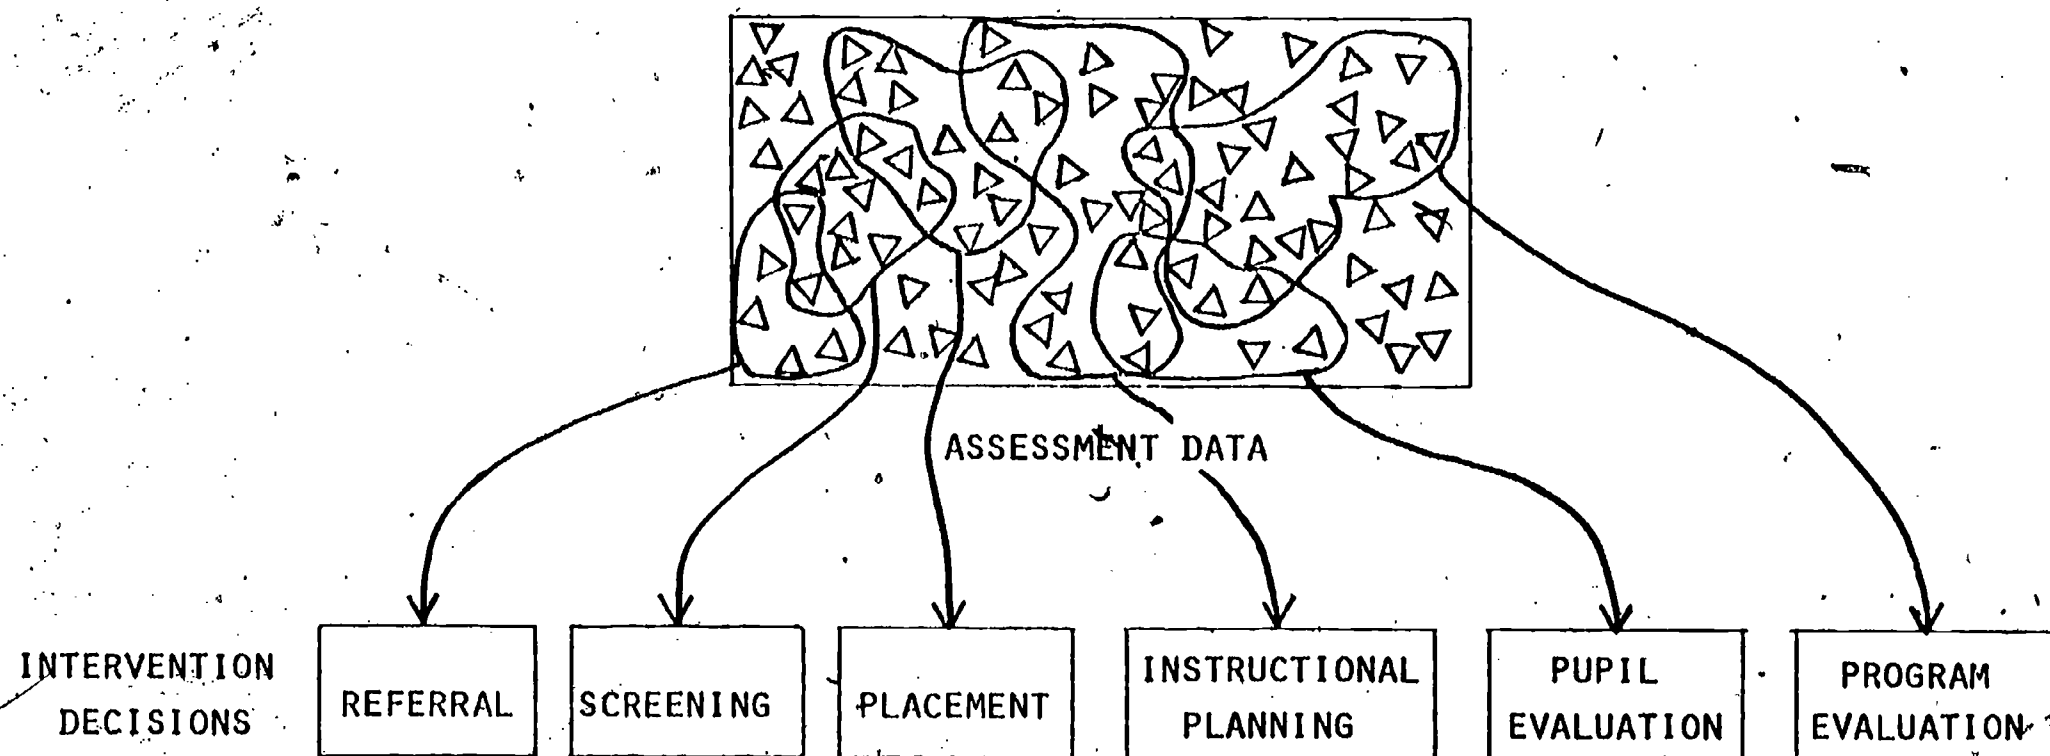 ASSESSMENT DATA
INTERVENTION
DECISIONS
REFERRAL
SCREENING
PLACEMENT
INSTRUCTIONAL
PLANNING
PUPIL
EVALUATION
PROGRAM
EVALUATION